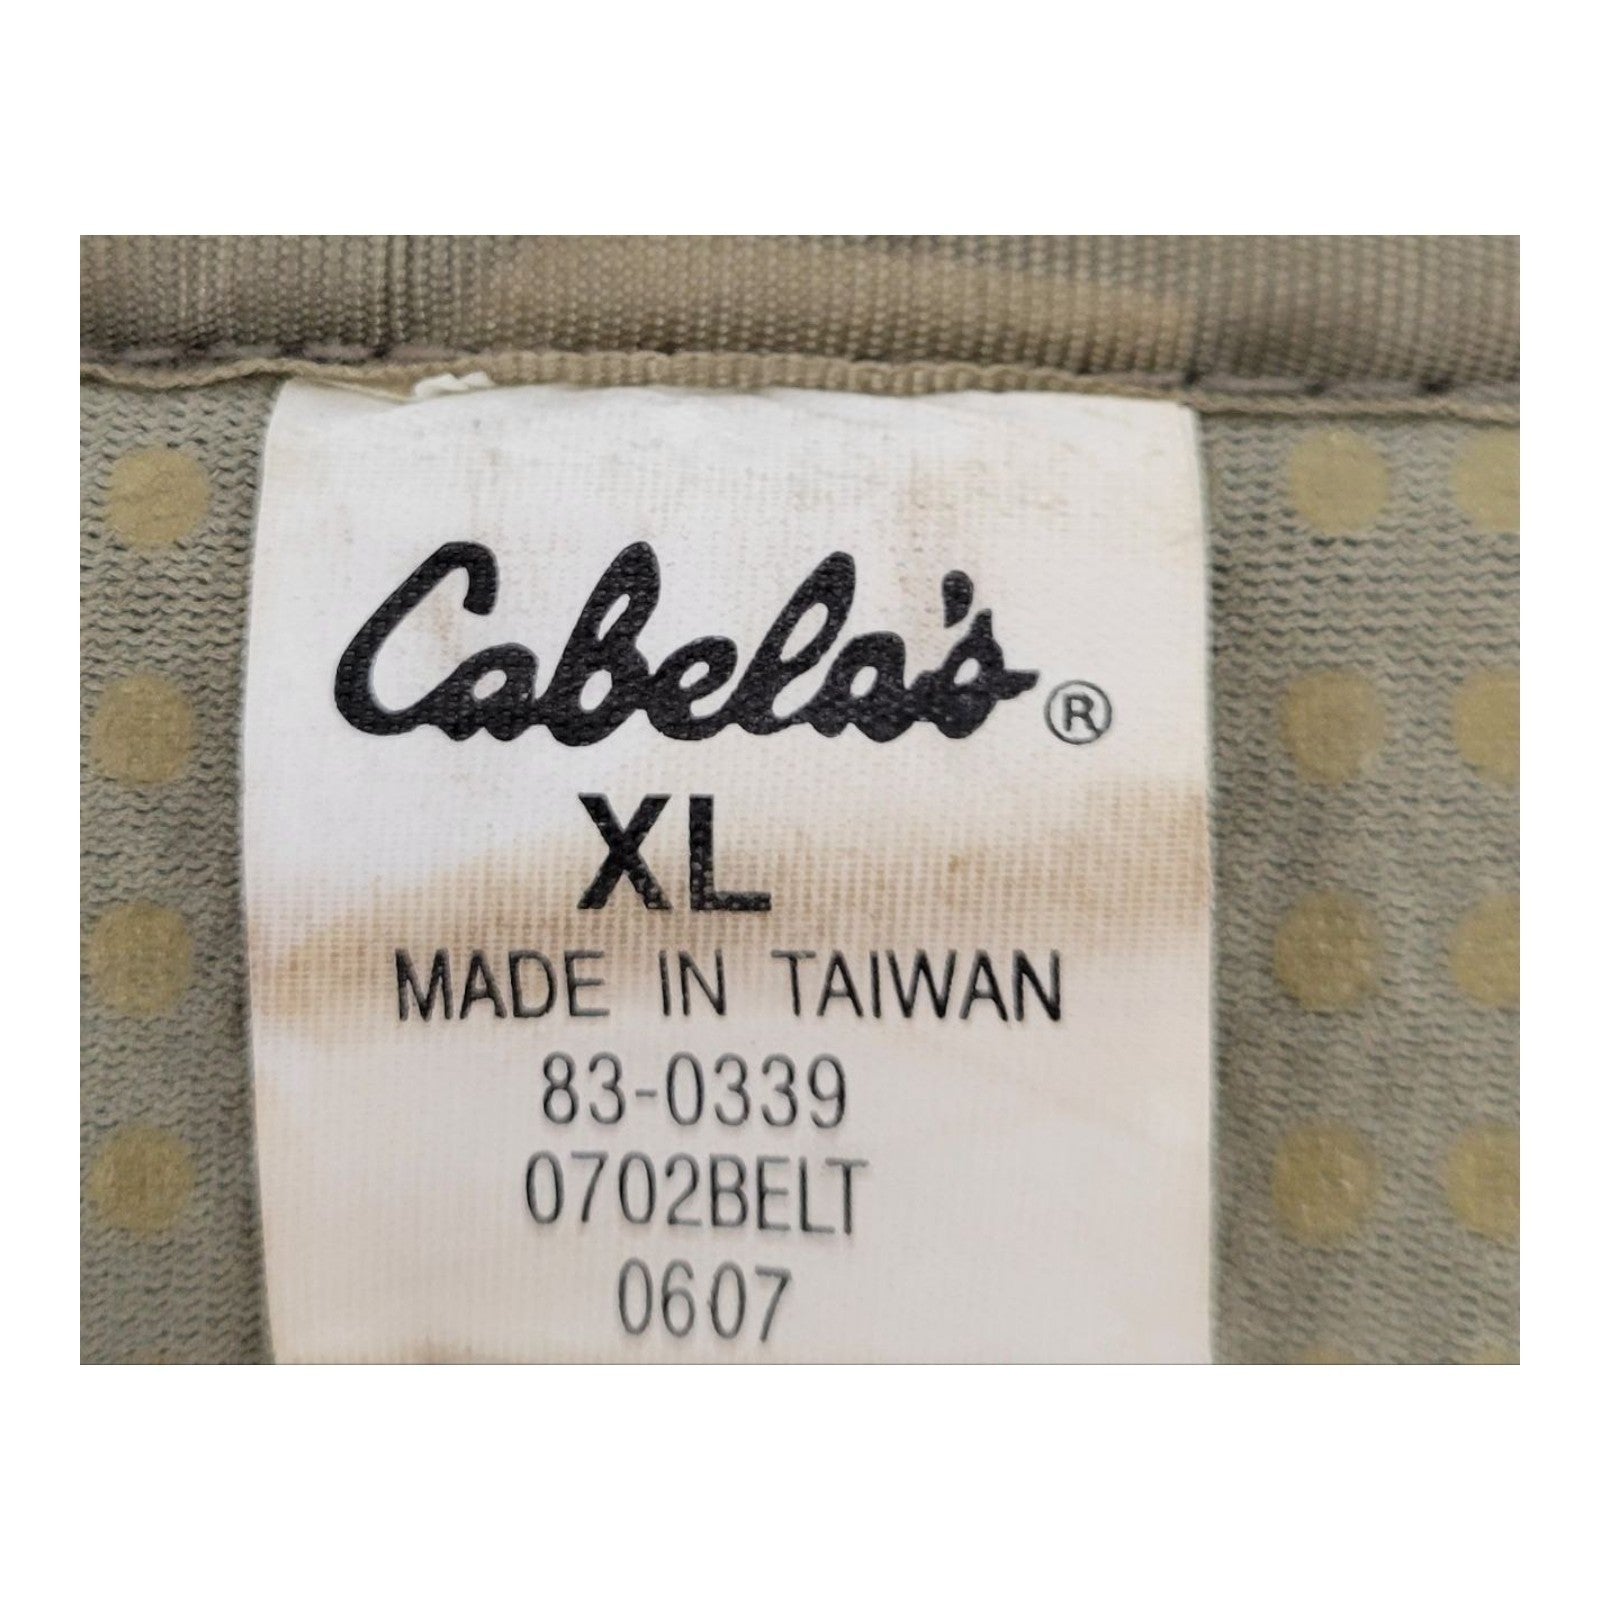 Cabela's®
XL
MADE IN TAIWAN
83-0339
0702BELT
0607